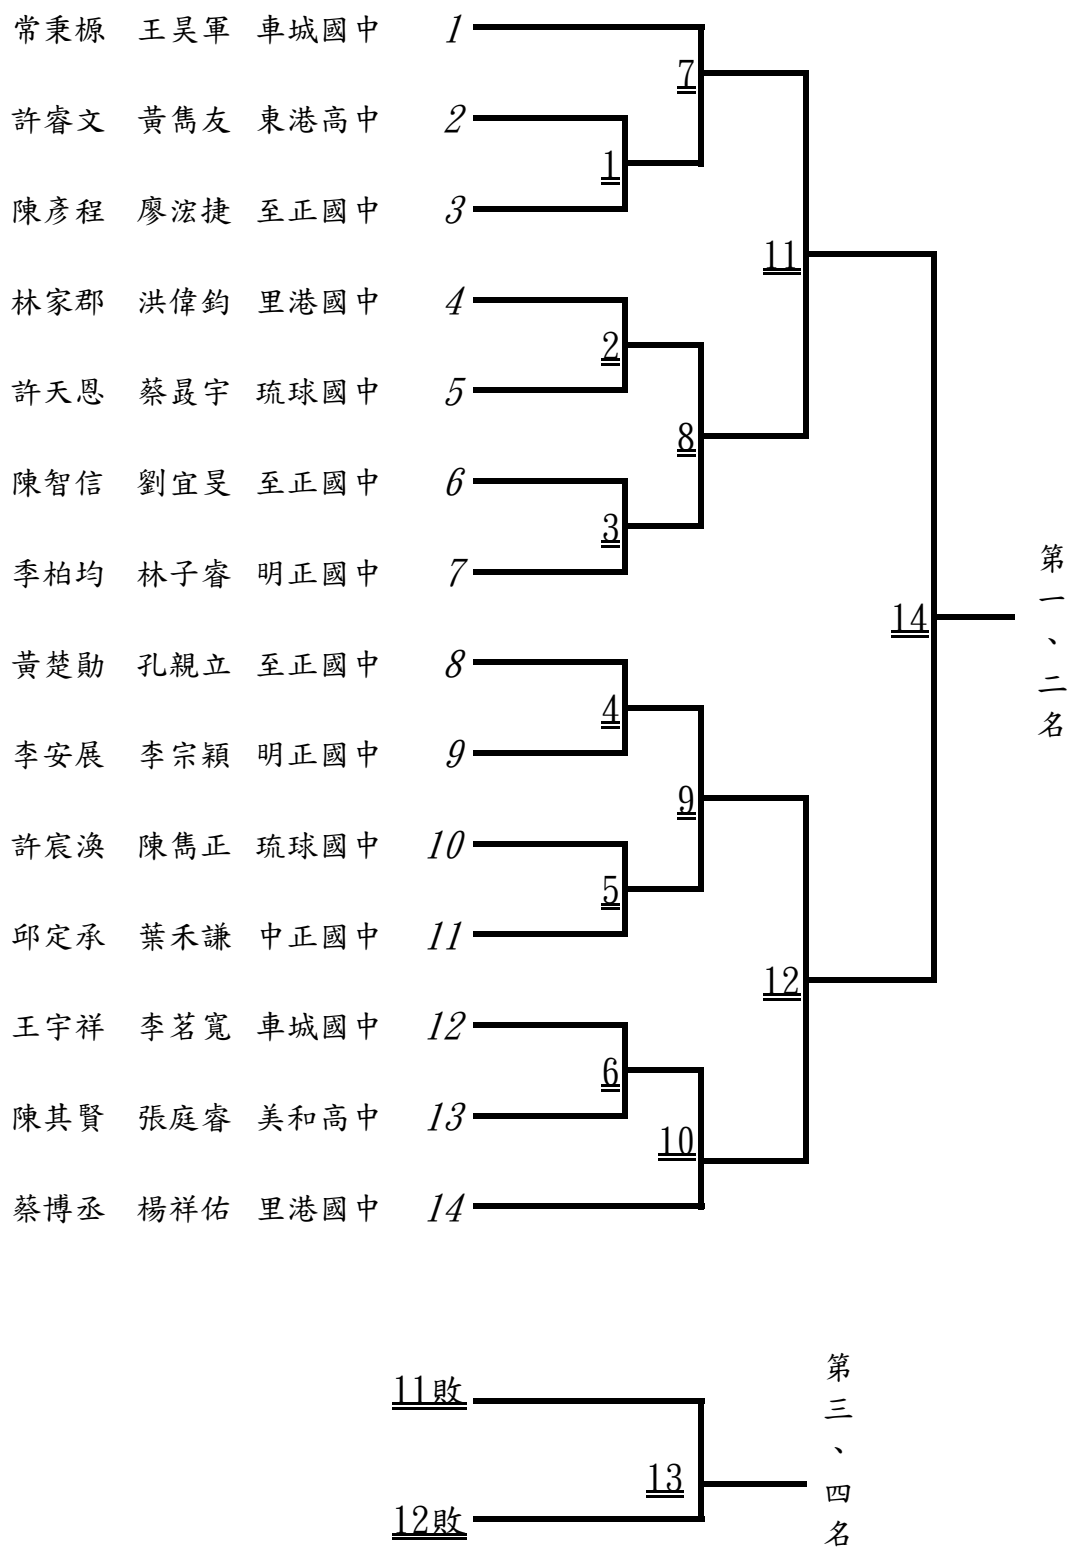 常秉榞 王昊軍 車城國中 1
7
許睿文 黃雋友 東港高中 2
1
陳彥程 廖浤捷 至正國中 3
11
林家郡 洪偉鈞 里港國中 4
2
許天恩 蔡晸宇 琉球國中 5
8
陳智信 劉宜旻 至正國中 6
3
季柏均 林子睿 明正國中 7
14
第一、二名
黃楚勛 孔親立 至正國中 8
4
李安展 李宗穎 明正國中 9
9
許宸渙 陳雋正 琉球國中 10
5
邱定承 葉禾謙 中正國中 11
12
王宇祥 李茗寬 車城國中 12
6
陳其賢 張庭睿 美和高中 13
10
蔡博丞 楊祥佑 里港國中 14
11敗
13
12敗
第三、四名